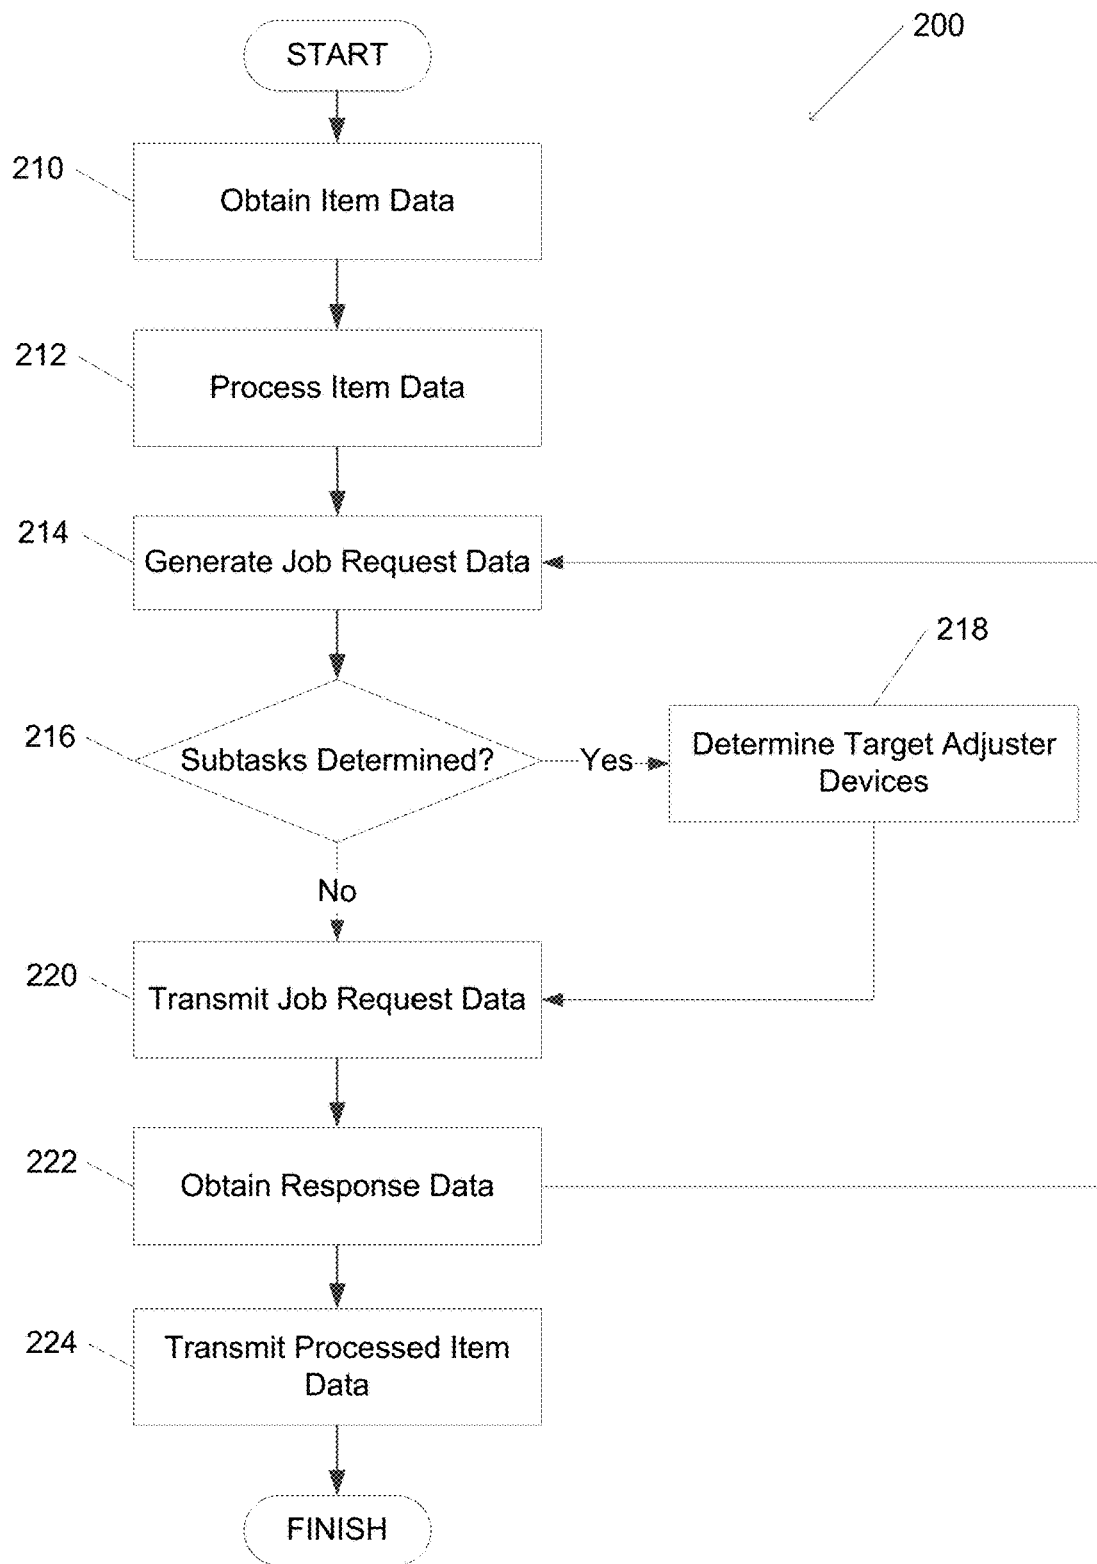 START
200
210
Obtain Item Data
212
Process Item Data
214
Generate Job Request Data
218
216
Subtasks Determined?
Yes
Determine Target Adjuster
Devices
No
220
Transmit Job Request Data
222
Obtain Response Data
224
Transmit Processed Item
Data
FINISH